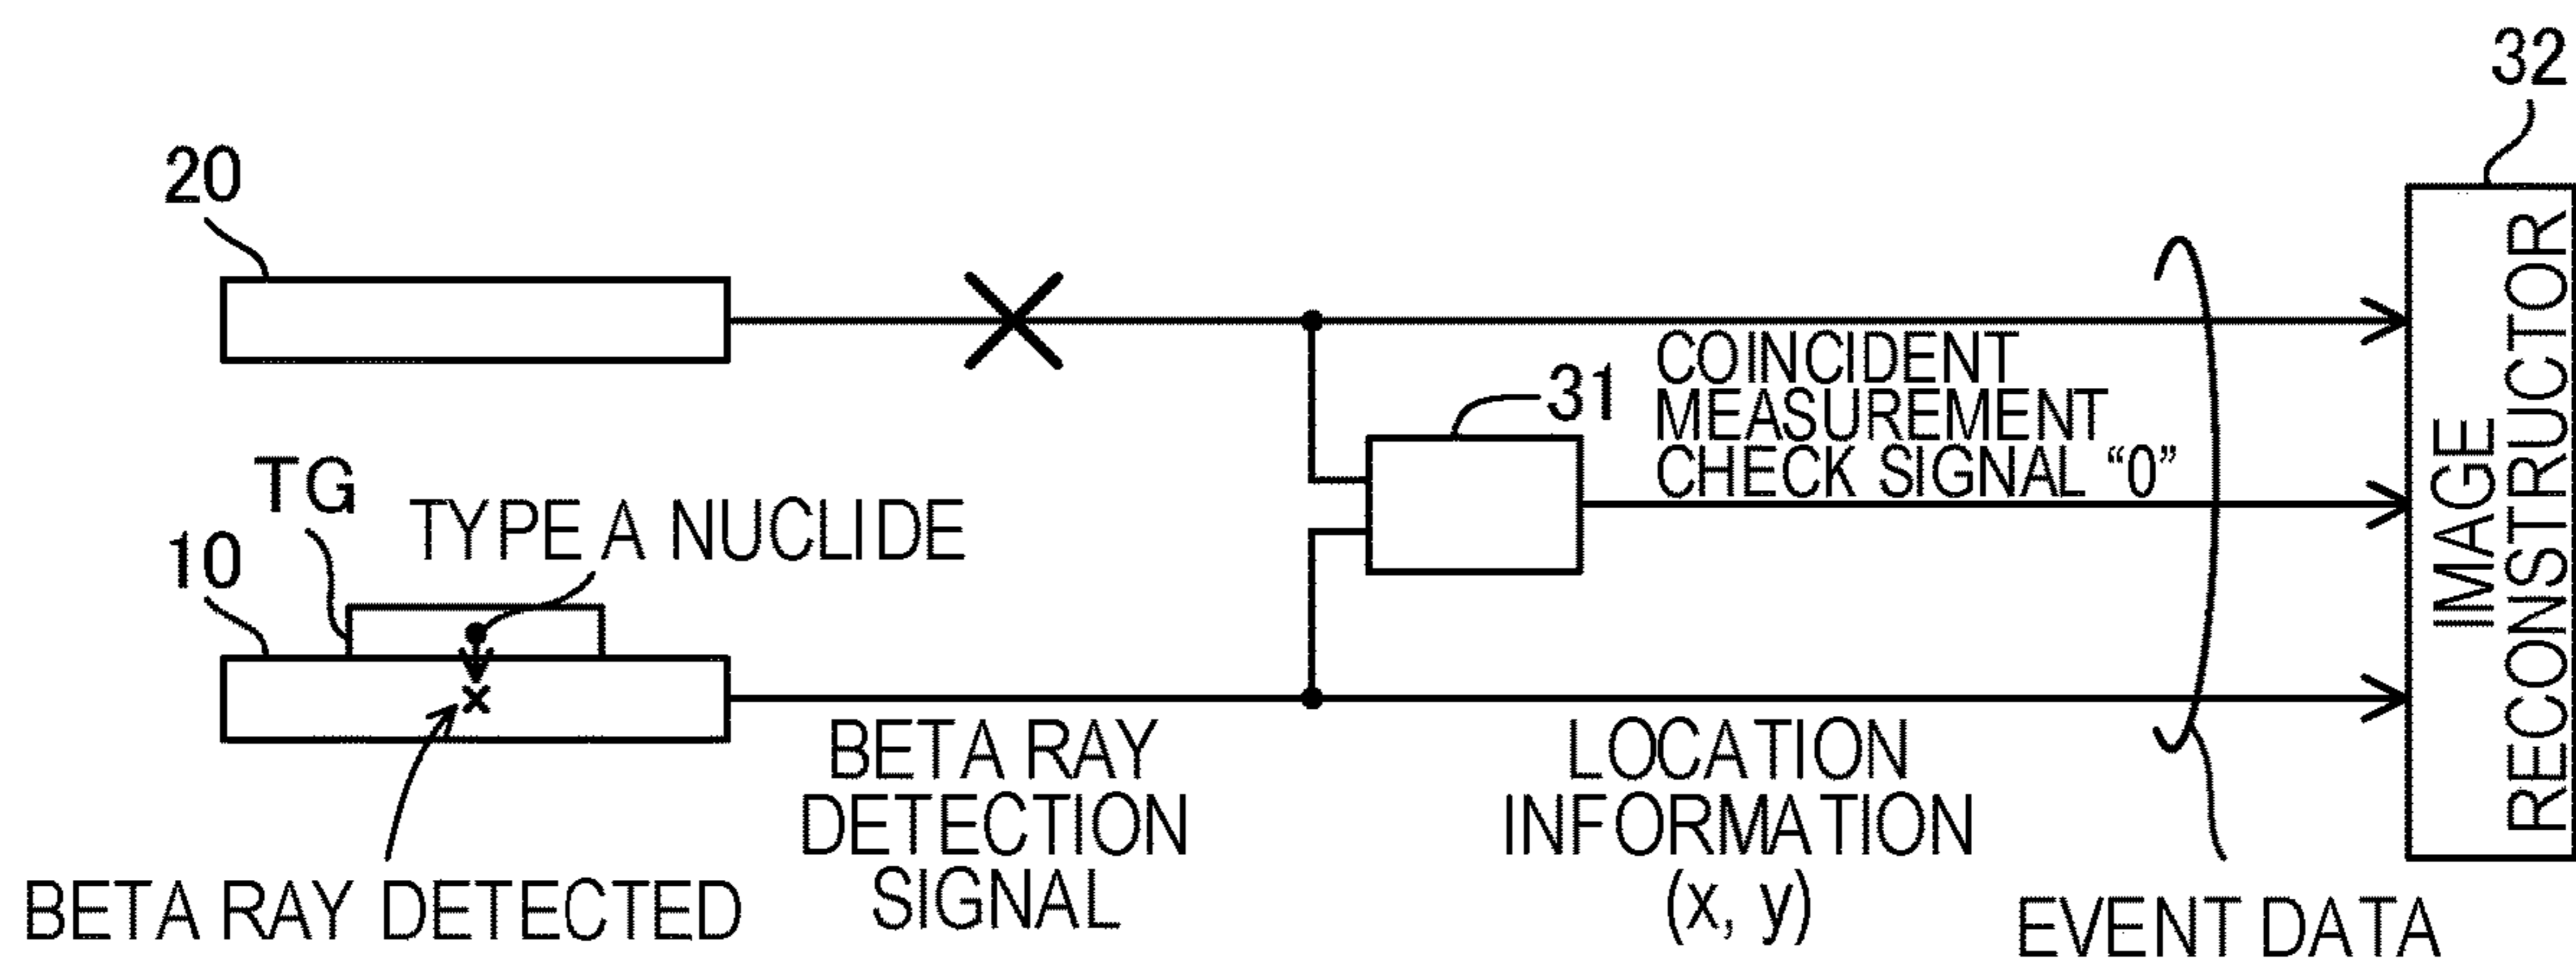 32
20
COINCIDENT
MEASUREMENT
CHECK SIGNAL “0”
31
TG
TYPE A NUCLIDE
10
IMAGE
RECONSTRUCTOR
BETA RAY
DETECTION
SIGNAL
LOCATION
INFORMATION
(x, y)
BETA RAY DETECTED
EVENT DATA